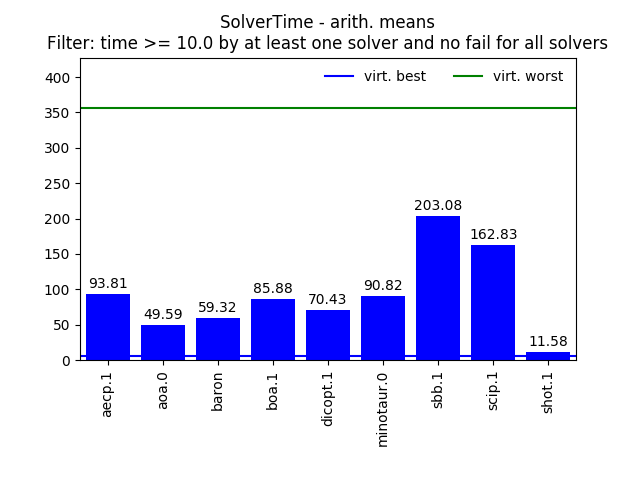 SolverTime - arith. means
Filter: time >= 10.0 by at least one solver and no fail for all solvers
virt. best
virt. worst
400
350
300
250
200
150
100
50
0
93.81
49.59
59.32
85.88
70.43
90.82
203.08
162.83
11.58
aecp.1
aoa.0
baron
boa.1
dicopt.1
minotaur.0
sbb.1
scip.1
shot.1